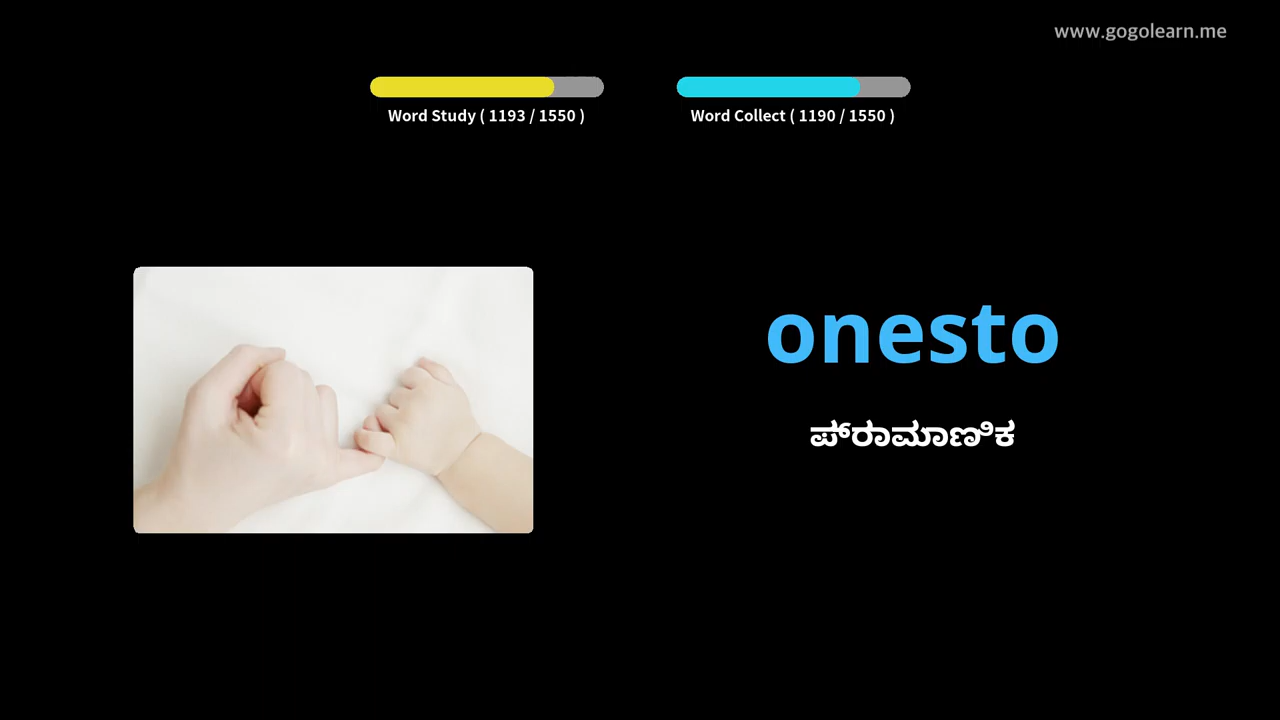 www.gogolearn.me
Word Study ( 1193 / 1550 )
Word Collect ( 1190 / 1550 )
onesto
ಪ್ರಾಮಾಣಿಕ